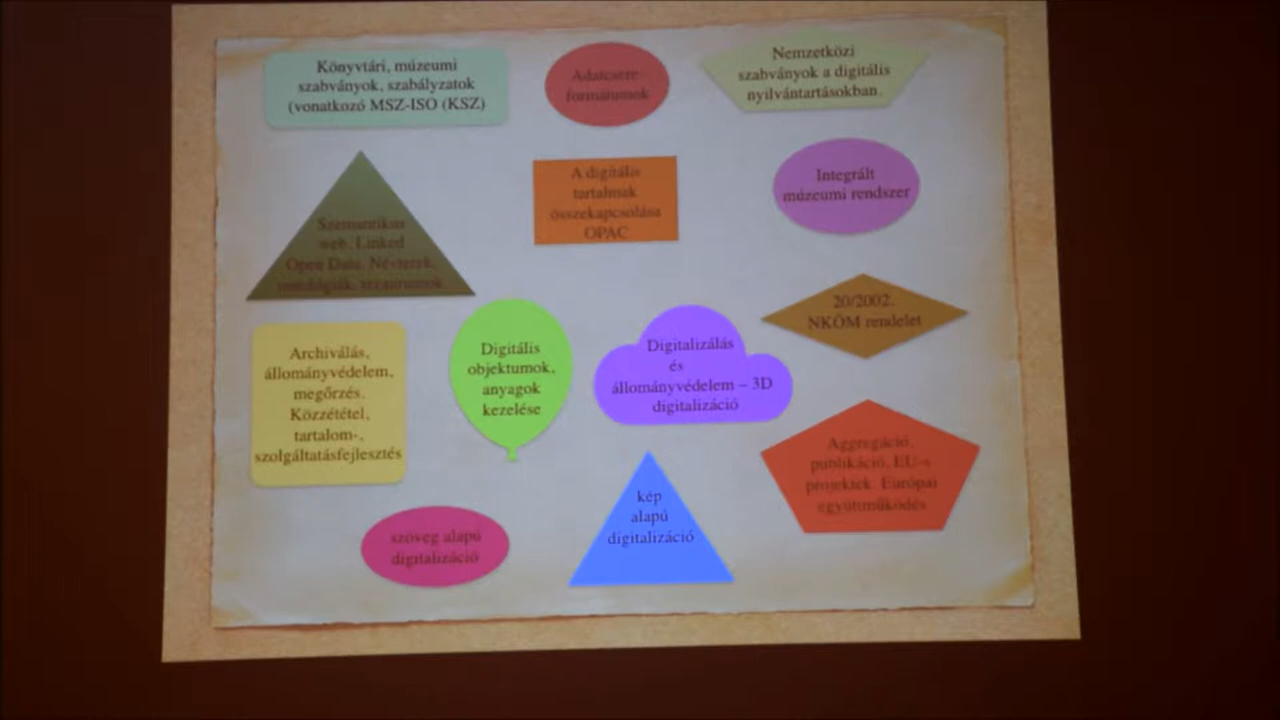 Könyvtári, múzeumi
szabványok, szabályzatok
(vonatkozó MSZ-ISO (KSZ)
Adatcsere-
formátumok
Nemzetközi
szabványok a digitális
nyilvántartásokban.
Szemantikus
web, Linked
Open Data. Névterek,
ontológiák, tezauruszok
A digitális
tartalmak
összekapcsolása
OPAC
Integrált
múzeumi rendszer
20/2002.
NKÖM rendelet
Archiválás,
állományvédelem,
megőrzés.
Közzététel,
tartalom-,
szolgáltatásfejlesztés
Digitális
objektumok,
anyagok
kezelése
Digitalizálás
és
állományvédelem – 3D
digitalizáció
Aggregáció,
publikáció, EU-s
projektek. Európai
együttműködés
szöveg alapú
digitalizáció
kép
alapú
digitalizáció